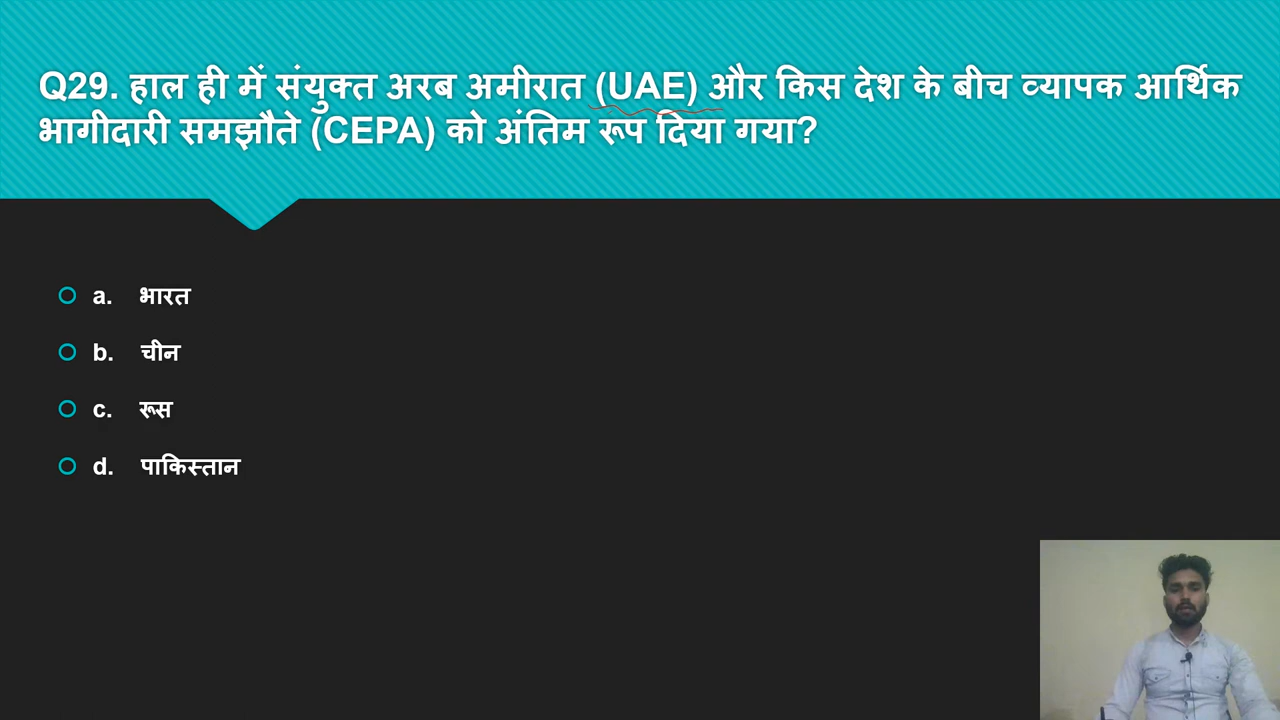 Q29. हाल ही में संयुक्त अरब अमीरात (UAE) और किस देश के बीच व्यापक आर्थिक
भागीदारी समझौते (CEPA) को अंतिम रूप दिया गया?
a. भारत
b. चीन
c. रूस
d. पाकिस्तान